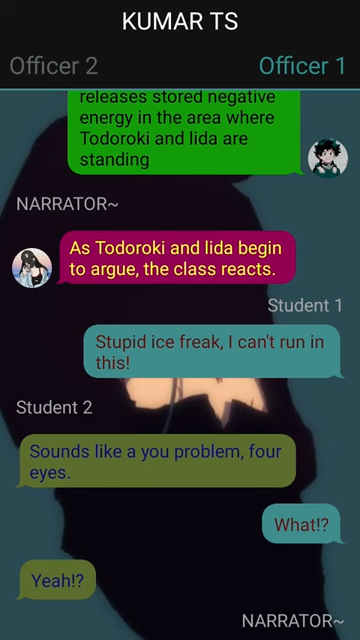 KUMAR TS
Officer 2
Officer 1
releases stored negative
energy in the area where
Todoroki and Iida are
standing
NARRATOR~
As Todoroki and Iida begin
to argue, the class reacts.
Student 1
Stupid ice freak, I can't run in
this!
Student 2
Sounds like a you problem, four
eyes.
What!?
Yeah!?
NARRATOR~